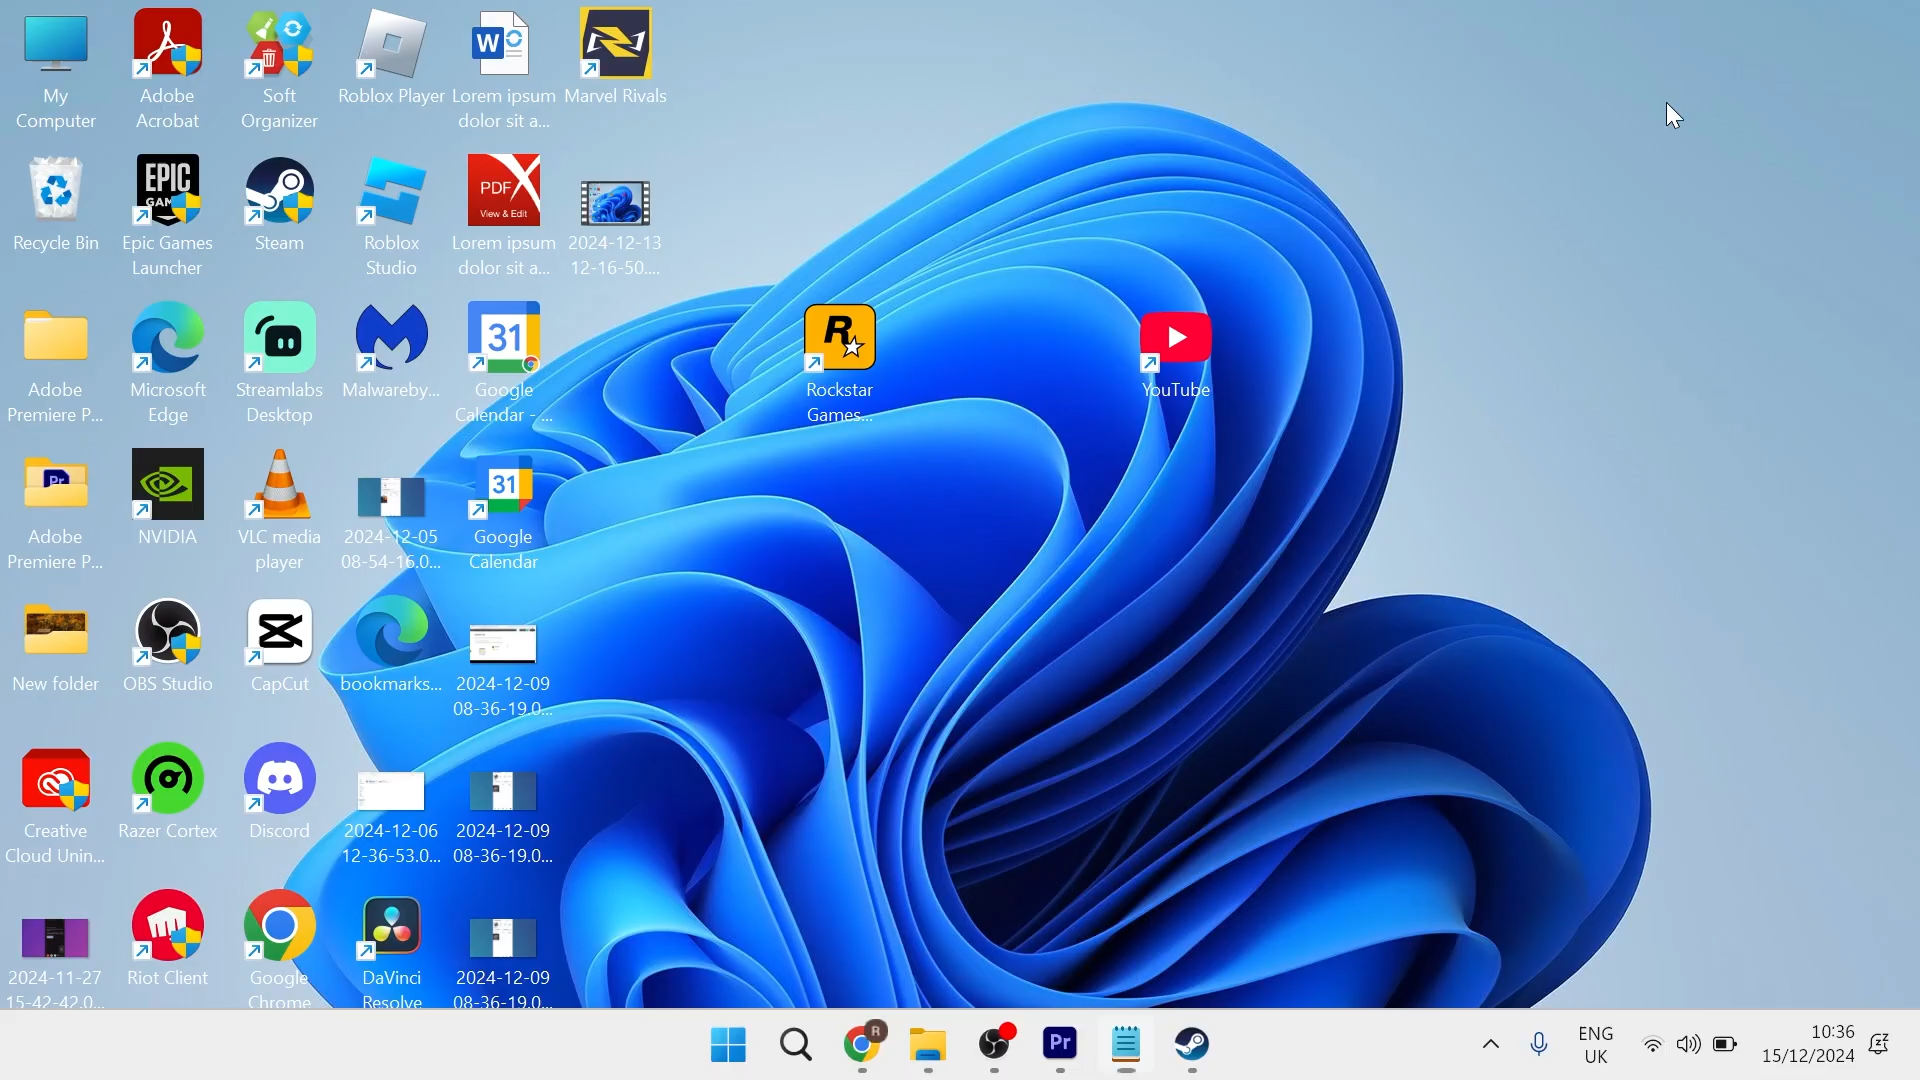 My
Computer
Adobe
Acrobat
Soft
Organizer
Roblox Player
W
Lorem ipsum
dolor sit a...
Marvel Rivals
Recycle Bin
EPIC
Epic Games
Launcher
Steam
Roblox
Studio
PDF
View & Edit
Lorem ipsum
dolor sit a...
2024-12-13
12-16-50....
Adobe
Premiere P...
Microsoft
Edge
Streamlabs
Desktop
Malwareby...
31
Google
Calendar - ...
R
Rockstar
Games...
YouTube
Pr
Adobe
Premiere P...
NVIDIA
VLC media
player
2024-12-05
08-54-16.0...
31
Google
Calendar
New folder
OBS Studio
CapCut
bookmarks...
2024-12-09
08-36-19.0...
Creative
Cloud Unin...
Razer Cortex
Discord
2024-12-06
12-36-53.0...
2024-12-09
08-36-19.0...
2024-11-27
15-42-42.0...
Riot Client
Google
Chrome
DaVinci
Resolve
2024-12-09
08-36-19.0...
R
Pr
ENG
UK
10:36
15/12/2024